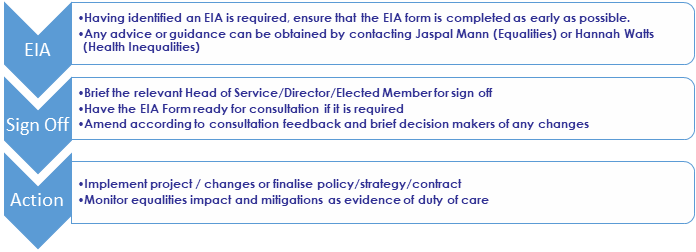 EIA
•Having identified an EIA is required, ensure that the EIA form is completed as early as possible.
•Any advice or guidance can be obtained by contacting Jaspal Mann (Equalities) or Hannah Watts
(Health Inequalities)
Sign Off
•Brief the relevant Head of Service/Director/Elected Member for sign off
•Have the EIA Form ready for consultation if it is required
•Amend according to consultation feedback and brief decision makers of any changes
Action
•Implement project / changes or finalise policy/strategy/contract
•Monitor equalities impact and mitigations as evidence of duty of care